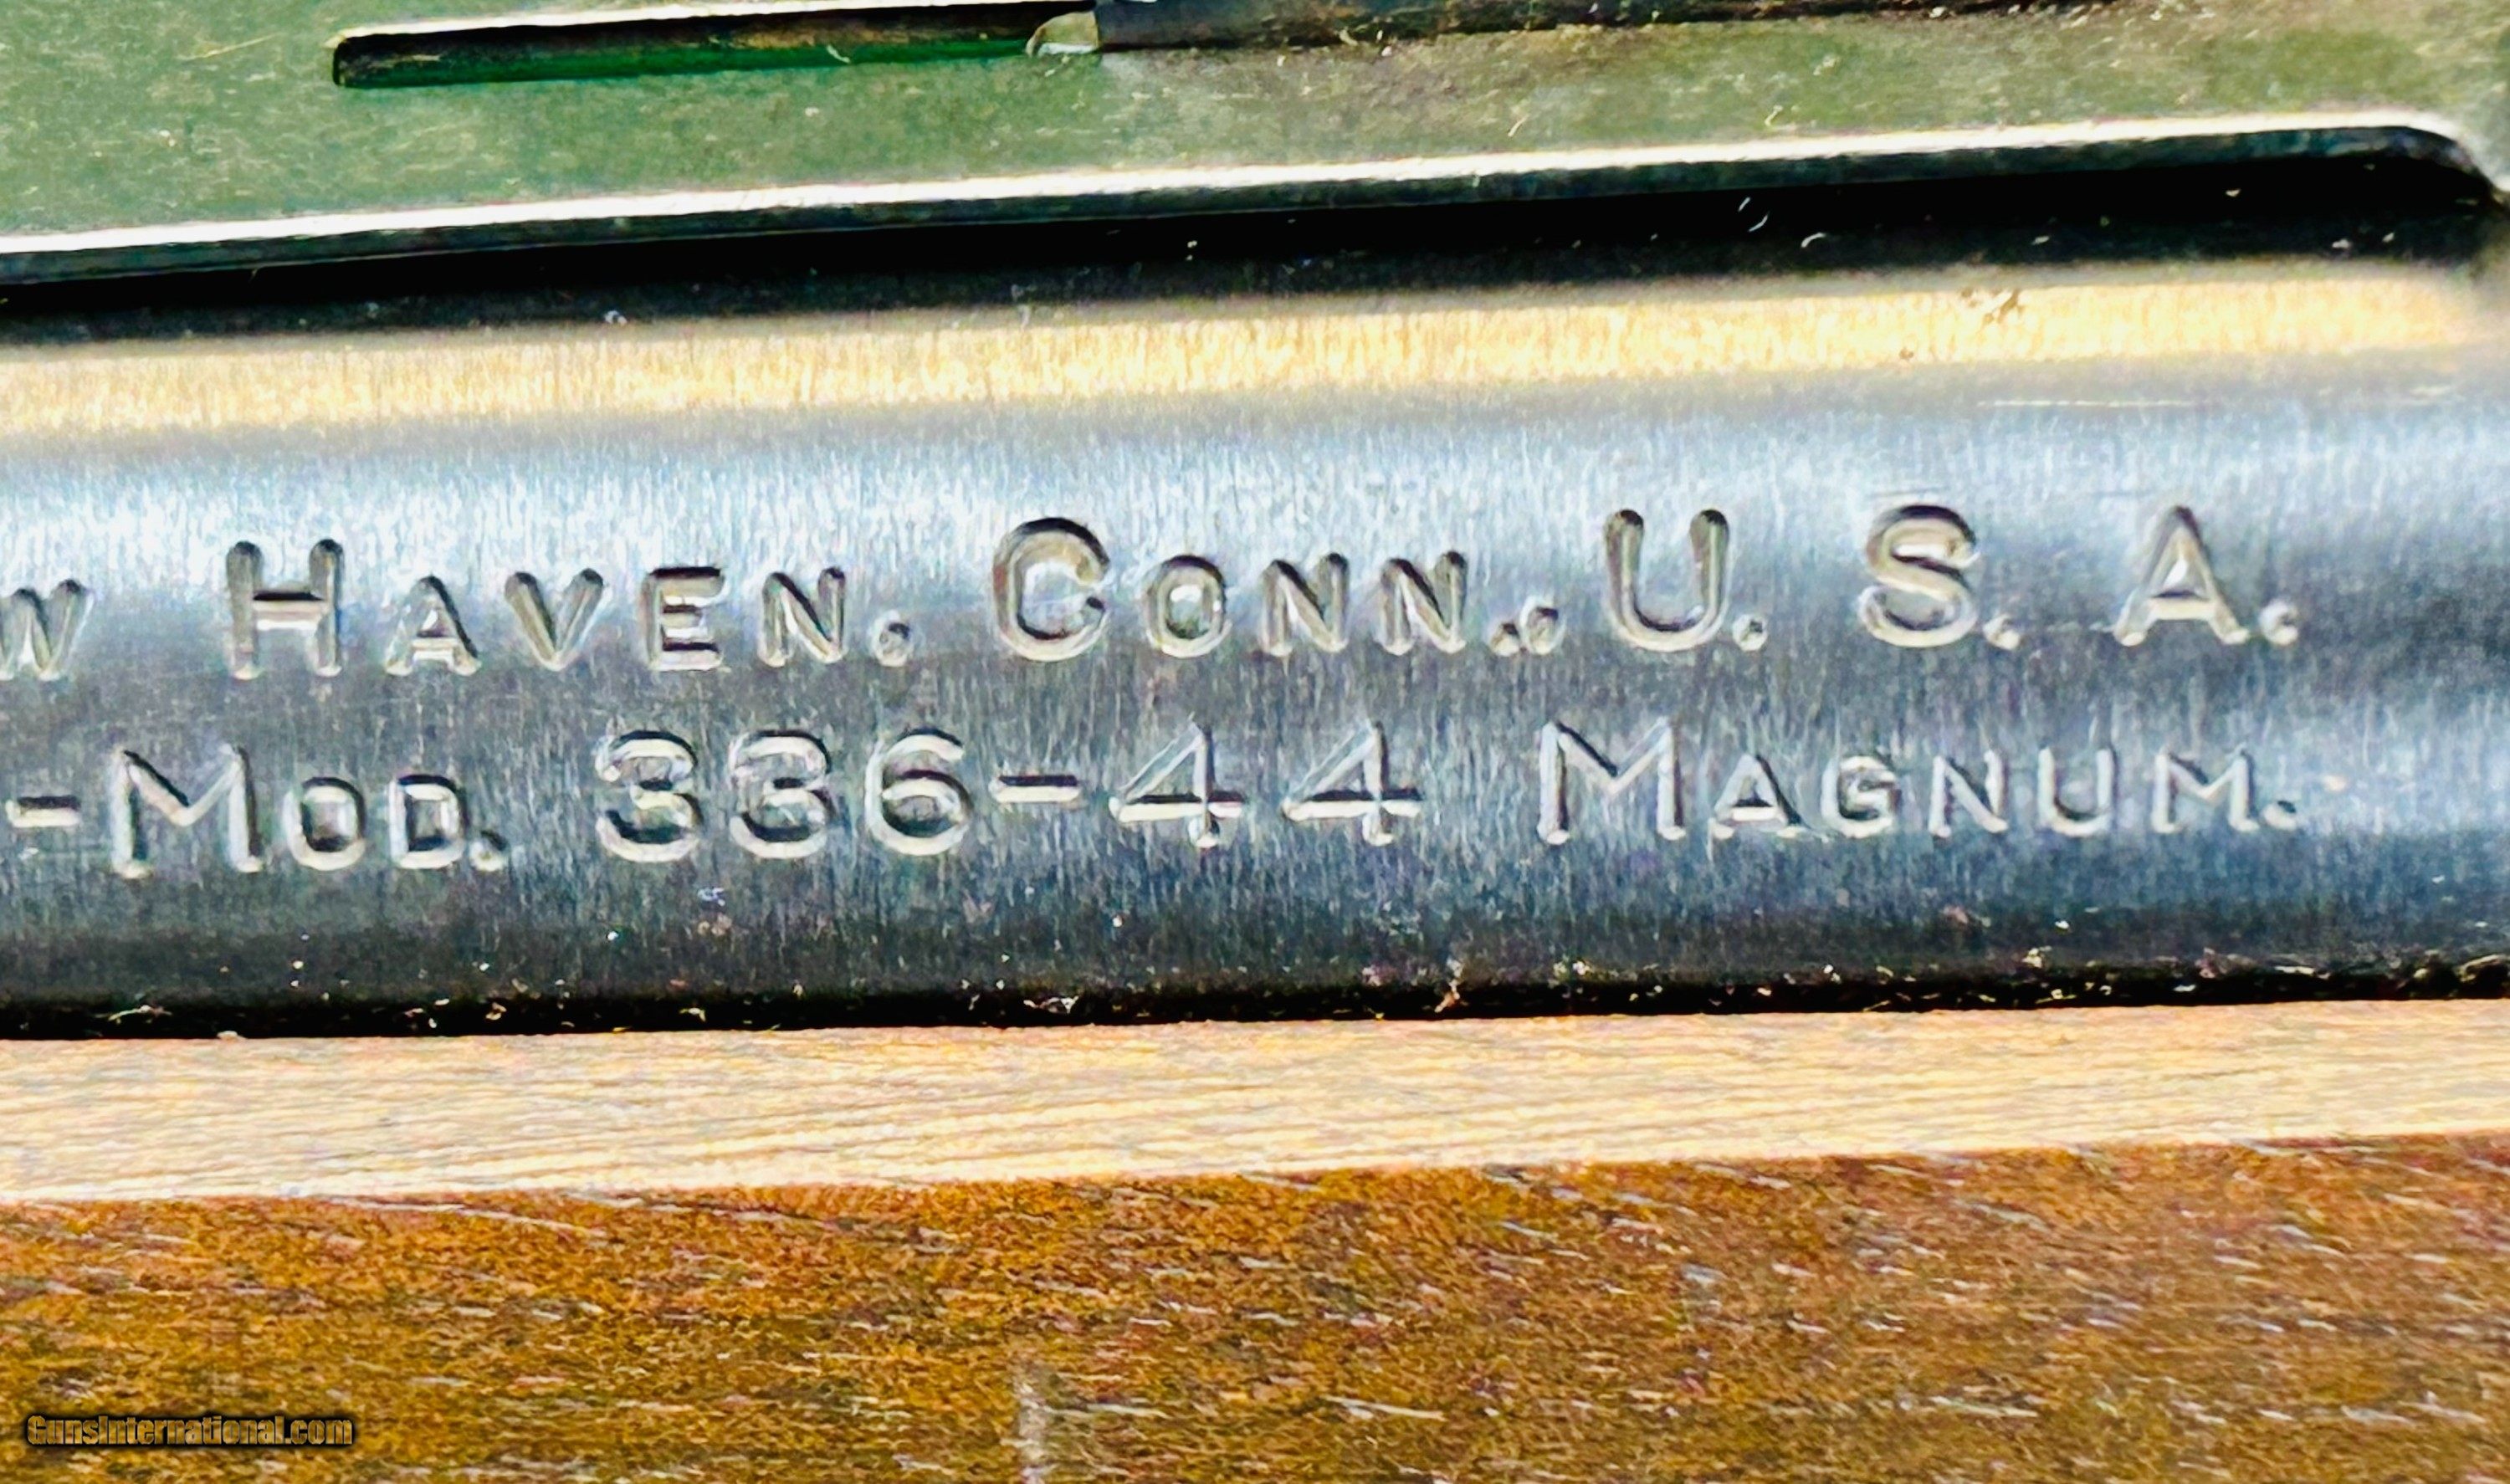 w Haven. Conn.. U. S. A.
-Mod. 336-44 Magnum.
GunsInternational.com